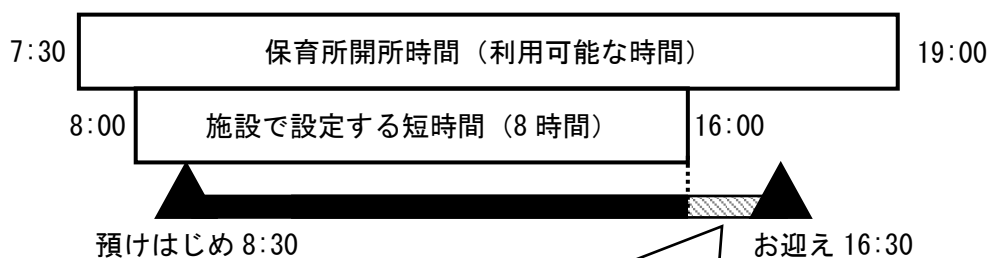 7:30 保育所開所時間（利用可能な時間） 19:00
8:00 施設で設定する短時間（8 時間） 16:00
預けはじめ 8:30 お迎え 16:30